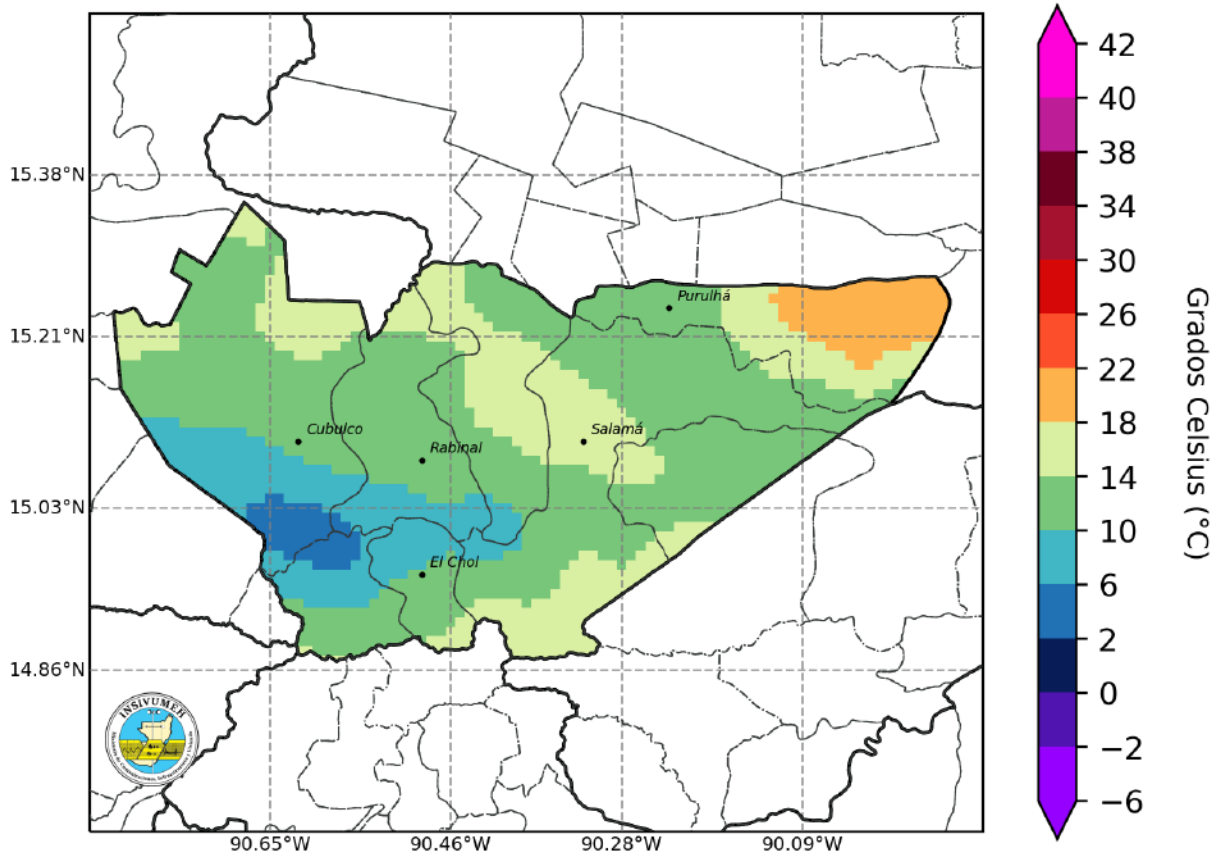 15.38°N
15.21°N
15.03°N
14.86°N
90.65°W
90.46°W
90.28°W
90.09°W
Purulhá
Cubulco
Rabinal
Salamá
El Chol
INSIVUMEH
42
40
38
34
30
26
22
18
14
10
6
2
0
−2
−6
Grados Celsius (°C)